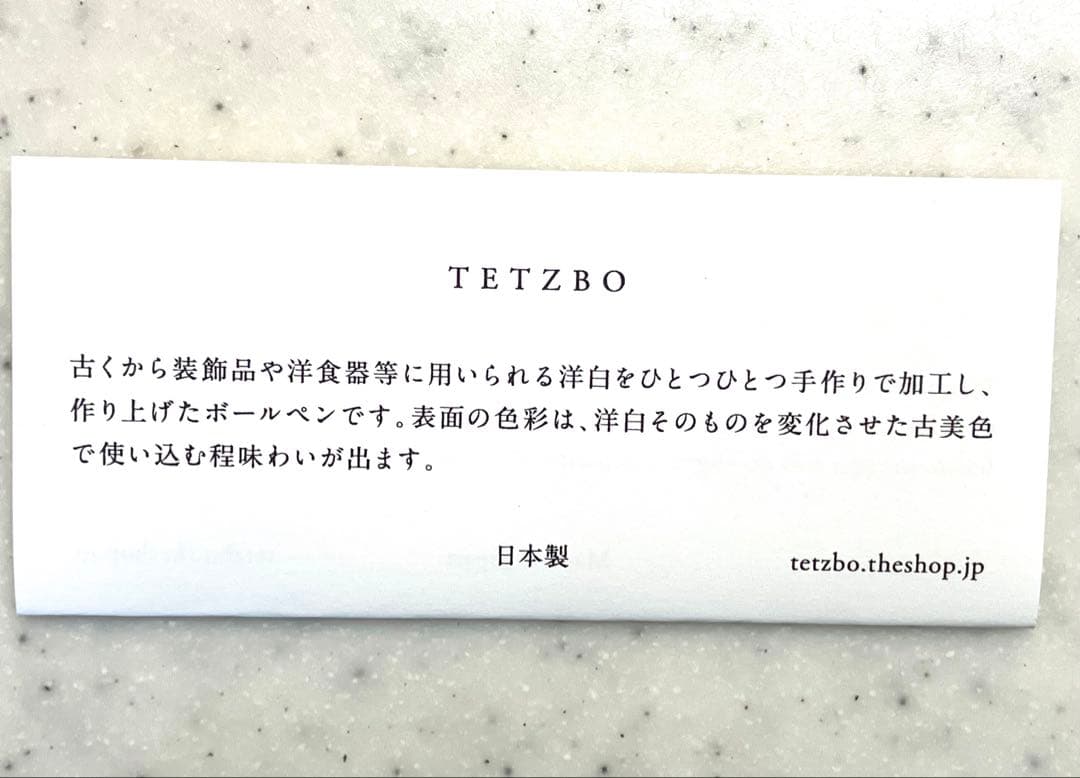 TETZBO
古くから装飾品や洋食器等に用いられる洋白をひとつひとつ手作りで加工し、
作り上げたボールペンです。表面の色彩は、洋白そのものを変化させた古美色
で使い込む程味わいが出ます。
日本製
tetzbo.theshop.jp